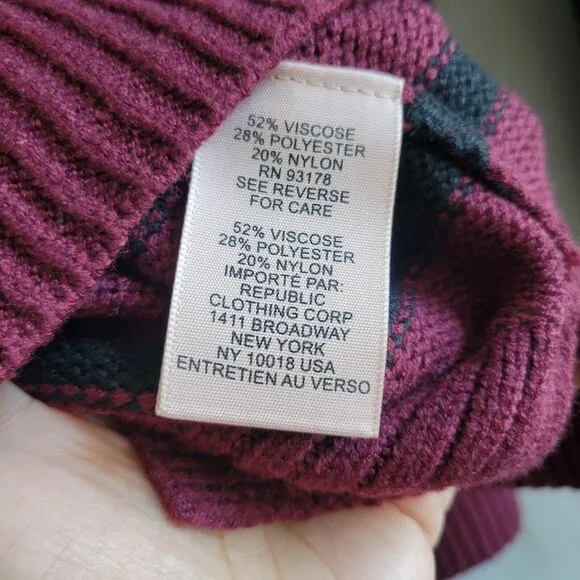 52% VISCOSE
28% POLYESTER
20% NYLON
RN 93178
SEE REVERSE
FOR CARE
52% VISCOSE
28% POLYESTER
20% NYLON
IMPORTÉ PAR:
REPUBLIC
CLOTHING CORP
1411 BROADWAY
NEW YORK
NY 10018 USA
ENTRETIEN AU VERSO